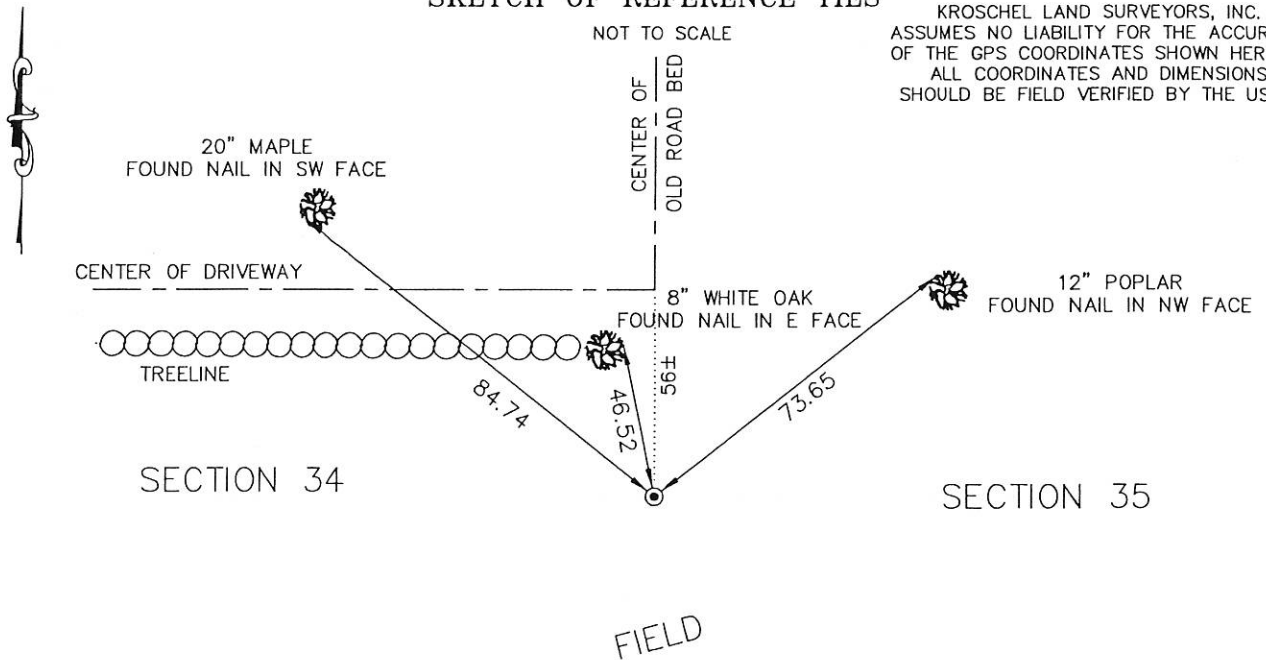 SKETCH OF REFERENCE TIES
NOT TO SCALE
KROSCHEL LAND SURVEYORS, INC.
ASSUMES NO LIABILITY FOR THE ACCUR
OF THE GPS COORDINATES SHOWN HER
ALL COORDINATES AND DIMENSIONS
SHOULD BE FIELD VERIFIED BY THE US
CENTER OF
OLD ROAD BED
20" MAPLE
FOUND NAIL IN SW FACE
CENTER OF DRIVEWAY
8" WHITE OAK
FOUND NAIL IN E FACE
12" POPLAR
FOUND NAIL IN NW FACE
TREELINE
84.74
46.52
56±
73.65
SECTION 34
SECTION 35
FIELD